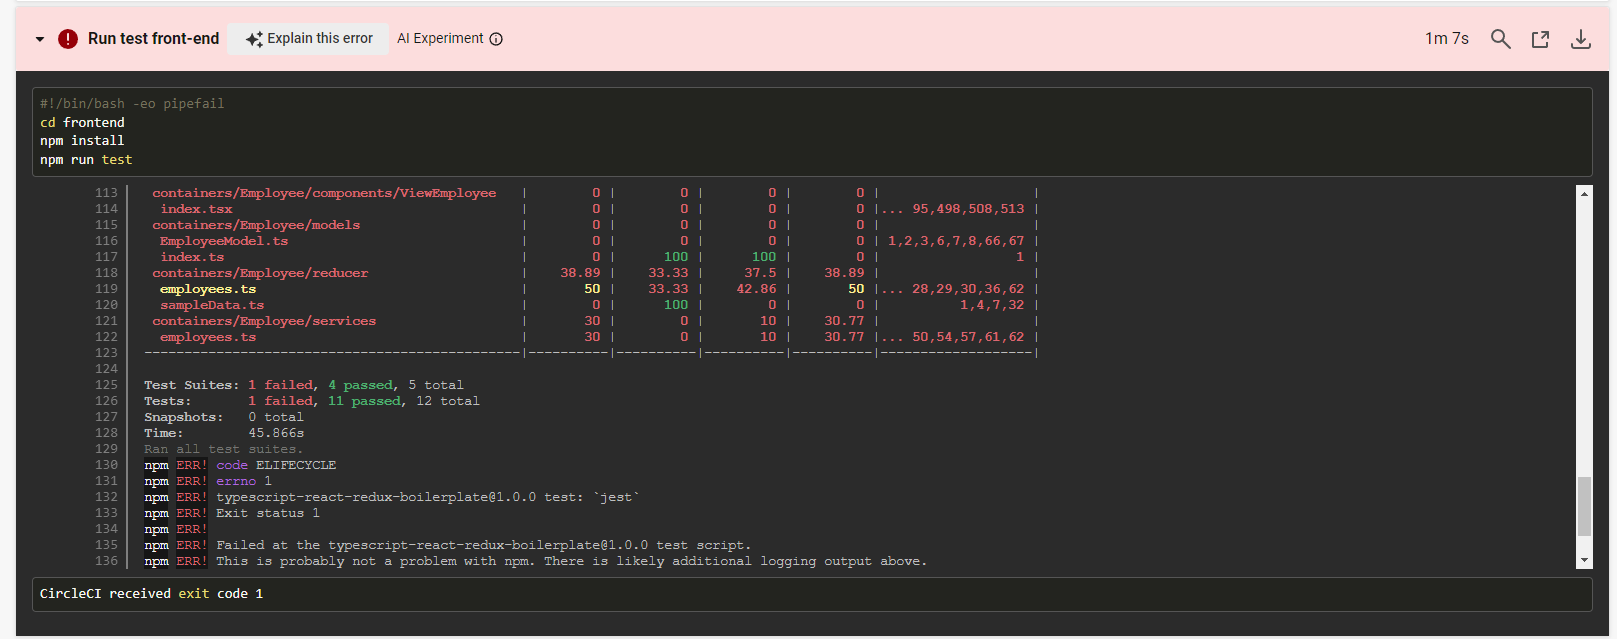 Run test front-end Explain this error AI Experiment 1m 7s
#!/bin/bash -eo pipefail
cd frontend
npm install
npm run test
113 containers/Employee/components/ViewEmployee | 0 | 0 | 0 | 0 | |
114 index.tsx | 0 | 0 | 0 | 0 |... 95,498,508,513 |
115 containers/Employee/models | 0 | 0 | 0 | 0 | |
116 EmployeeModel.ts | 0 | 0 | 0 | 0 | 1,2,3,6,7,8,66,67 |
117 index.ts | 0 | 100 | 100 | 0 | 1 |
118 containers/Employee/reducer | 38.89 | 33.33 | 37.5 | 38.89 | |
119 employees.ts | 50 | 33.33 | 42.86 | 50 |... 28,29,30,36,62 |
120 sampleData.ts | 0 | 100 | 0 | 0 | 1,4,7,32 |
121 containers/Employee/services | 30 | 0 | 10 | 30.77 | |
122 employees.ts | 30 | 0 | 10 | 30.77 |... 50,54,57,61,62 |
123 -----------------------------------------------|----------|----------|----------|----------|-------------------|
124
125 Test Suites: 1 failed, 4 passed, 5 total
126 Tests: 1 failed, 11 passed, 12 total
127 Snapshots: 0 total
128 Time: 45.866s
129 Ran all test suites.
130 npm ERR! code ELIFECYCLE
131 npm ERR! errno 1
132 npm ERR! typescript-react-redux-boilerplate@1.0.0 test: `jest`
133 npm ERR! Exit status 1
134 npm ERR!
135 npm ERR! Failed at the typescript-react-redux-boilerplate@1.0.0 test script.
136 npm ERR! This is probably not a problem with npm. There is likely additional logging output above.
CircleCI received exit code 1